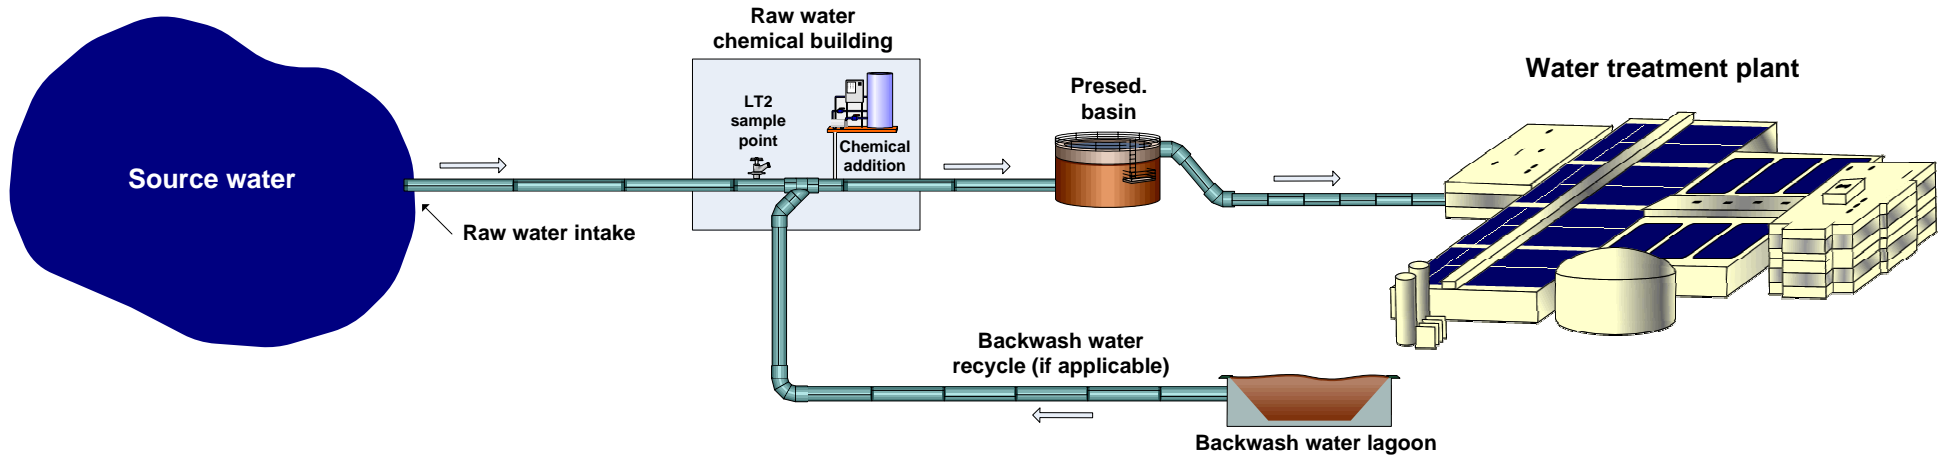 Raw water
chemical building
Water treatment plant
Presed.
basin
LT2
sample
point
Chemical
addition
Source water
Raw water intake
Backwash water
recycle (if applicable)
Backwash water lagoon